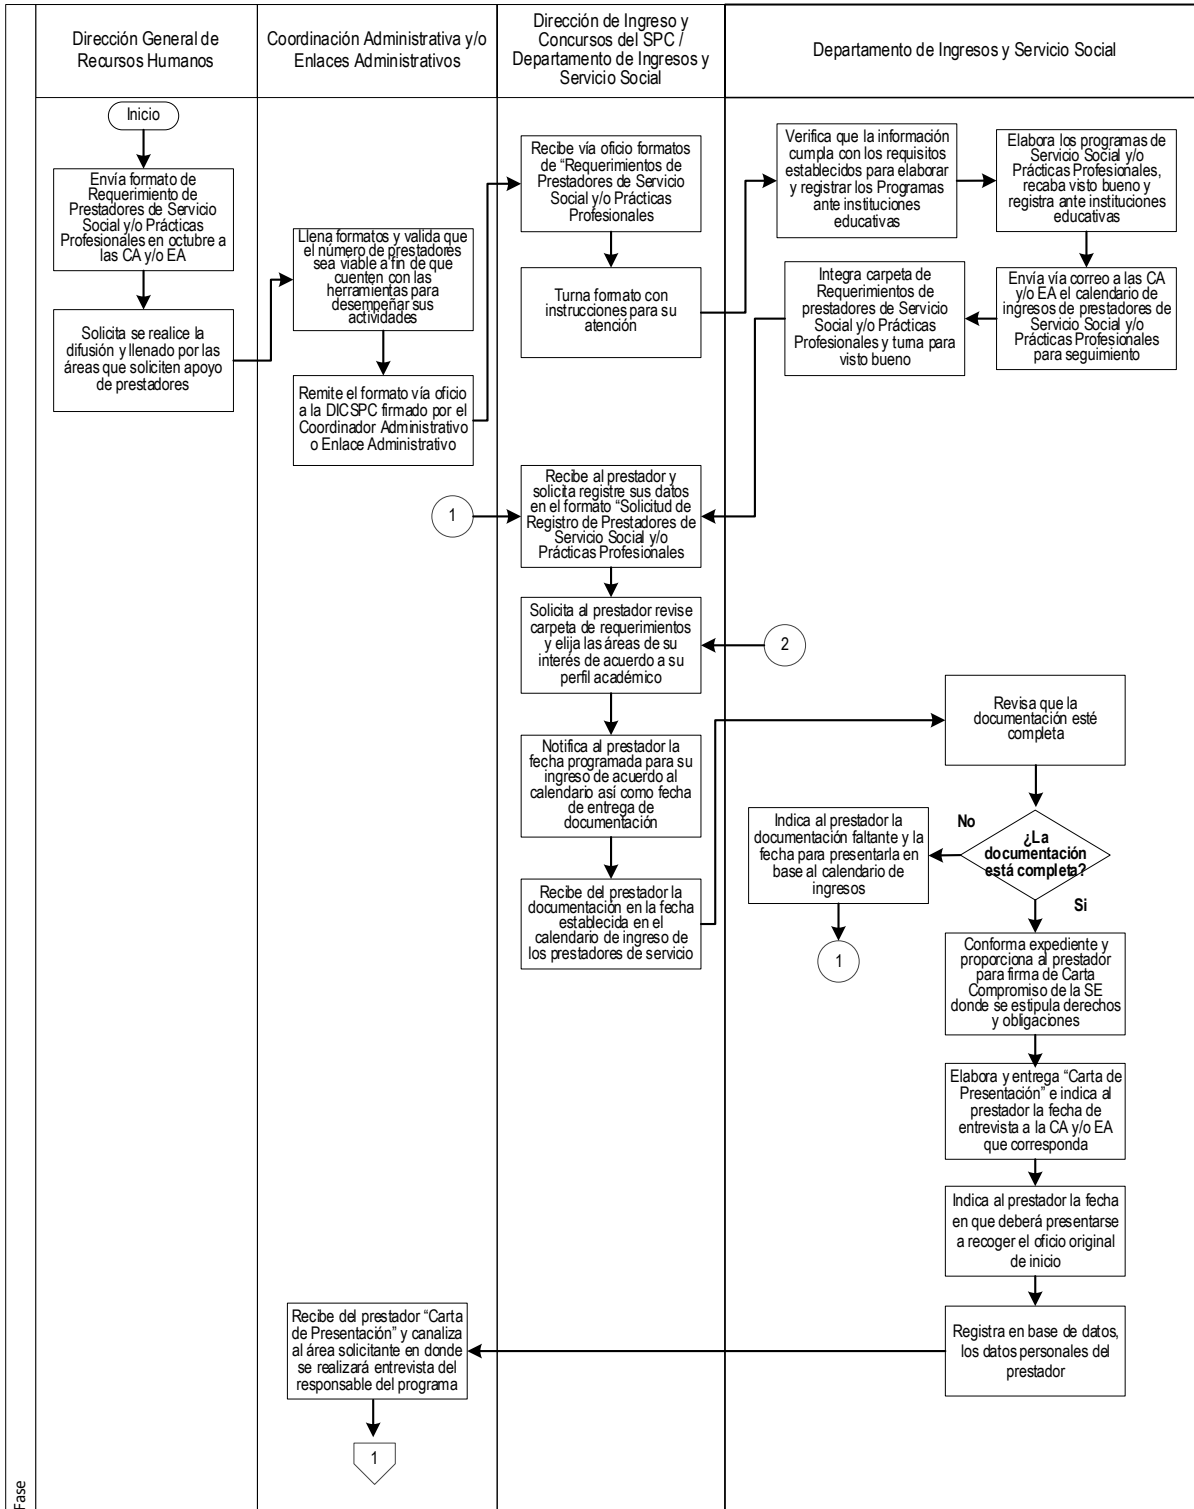 Dirección General de
Recursos Humanos
Coordinación Administrativa y/o
Enlaces Administrativos
Dirección de Ingreso y
Concursos del SPC /
Departamento de Ingresos y
Servicio Social
Departamento de Ingresos y Servicio Social
Inicio
Envía formato de
Requerimiento de
Prestadores de Servicio
Social y/o Prácticas
Profesionales en octubre a
las CA y/o EA
Solicita se realice la
difusión y llenado por las
áreas que soliciten apoyo
de prestadores
Llena formatos y valida que
el número de prestadores
sea viable a fin de que
cuenten con las
herramientas para
desempeñar sus
actividades
Remite el formato vía oficio
a la DICSPC firmado por el
Coordinador Administrativo
o Enlace Administrativo
Recibe vía oficio formatos
de “Requerimientos de
Prestadores de Servicio
Social y/o Prácticas
Profesionales
Turna formato con
instrucciones para su
atención
Verifica que la información
cumpla con los requisitos
establecidos para elaborar
y registrar los Programas
ante instituciones
educativas
Elabora los programas de
Servicio Social y/o
Prácticas Profesionales,
recaba visto bueno y
registra ante instituciones
educativas
Envía vía correo a las CA
y/o EA el calendario de
ingresos de prestadores de
Servicio Social y/o
Prácticas Profesionales
para seguimiento
Integra carpeta de
Requerimientos de
prestadores de Servicio
Social y/o Prácticas
Profesionales y turna para
visto bueno
1
Recibe al prestador y
solicita registre sus datos
en el formato “Solicitud de
Registro de Prestadores de
Servicio Social y/o
Prácticas Profesionales
Solicita al prestador revise
carpeta de requerimientos
y elija las áreas de su
interés de acuerdo a su
perfil académico
2
Notifica al prestador la
fecha programada para su
ingreso de acuerdo al
calendario así como fecha
de entrega de
documentación
Recibe del prestador la
documentación en la fecha
establecida en el
calendario de ingreso de
los prestadores de servicio
Revisa que la
documentación esté
completa
¿La
documentación
está completa?
No
Si
Indica al prestador la
documentación faltante y la
fecha para presentarla en
base al calendario de
ingresos
1
Conforma expediente y
proporciona al prestador
para firma de Carta
Compromiso de la SE
donde se estipula derechos
y obligaciones
Elabora y entrega “Carta de
Presentación” e indica al
prestador la fecha de
entrevista a la CA y/o EA
que corresponda
Indica al prestador la fecha
en que deberá presentarse
a recoger el oficio original
de inicio
Registra en base de datos,
los datos personales del
prestador
Recibe del prestador “Carta
de Presentación” y canaliza
al área solicitante en donde
se realizará entrevista del
responsable del programa
1
Fase